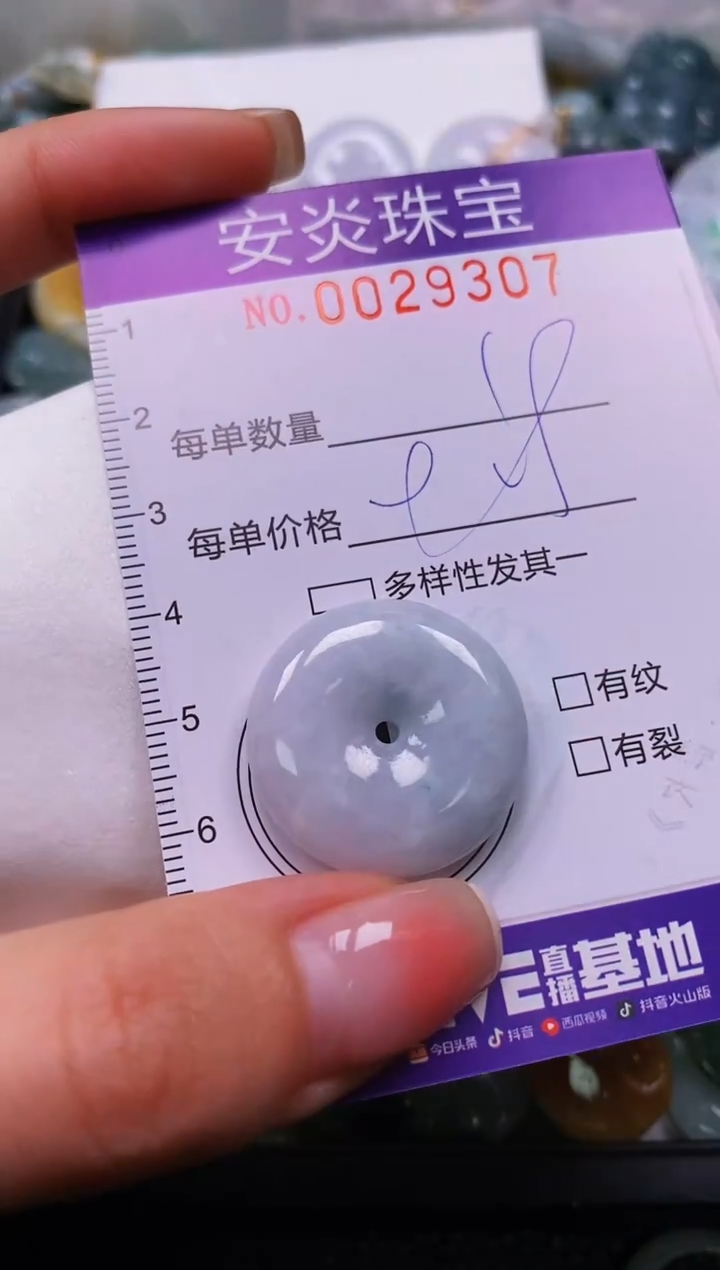 安炎珠宝
NO.0029307
1
2
每单数量
3
每单价格
多样性发其一
4
有纹
5
有裂
6
直播基地
今日头条 抖音 西瓜视频 抖音火山版